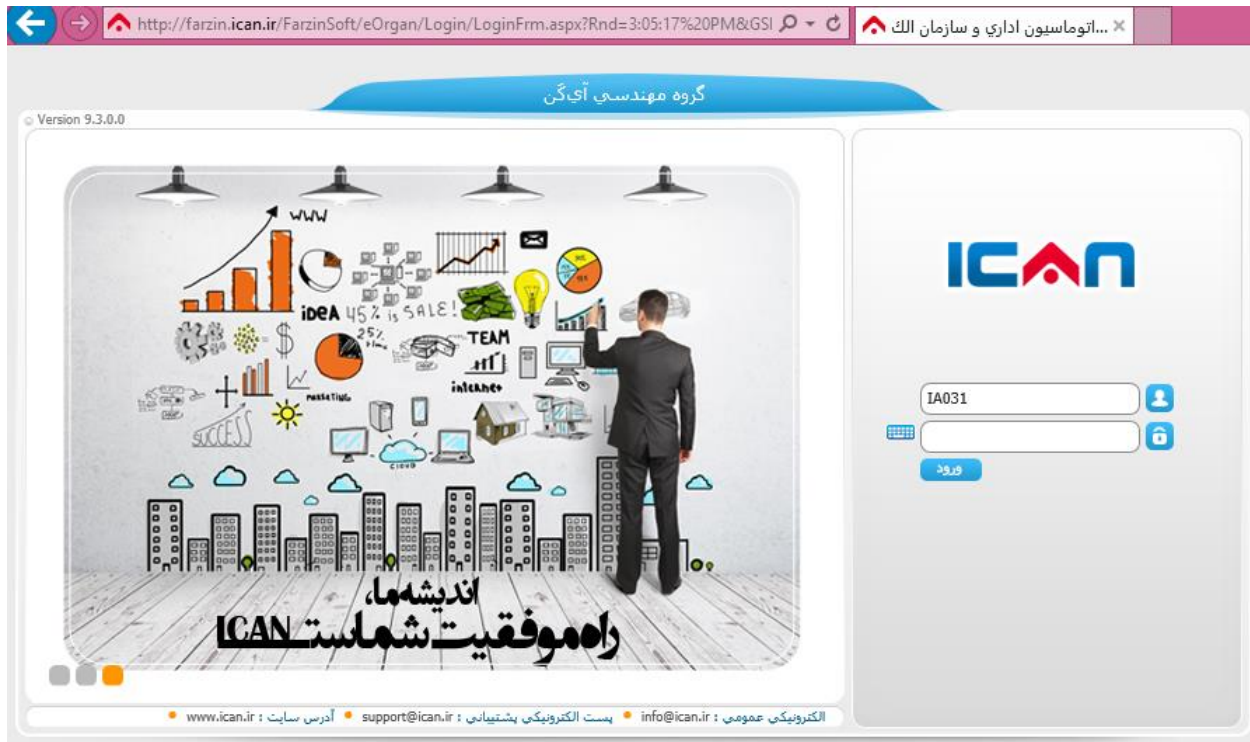 http://farzin.ican.ir/FarzinSoft/eOrgan/Login/LoginFrm.aspx?Rnd=3:05:17%20PM&GSI
اتوماسيون اداري و سازمان الك...
گروه مهندسي آي‌كَن
Version 9.3.0.0
www
iDeA 45% is SALE!
25% time
TEAM
internet
MARKETING
SUCCESS
CLOUD
اندیشه ما،
راه موفقیت شماست ICAN
ICAN
IA031
ورود
الكترونيكي عمومي : info@ican.ir • پست الكترونيكي پشتيباني : support@ican.ir • آدرس سايت : www.ican.ir •